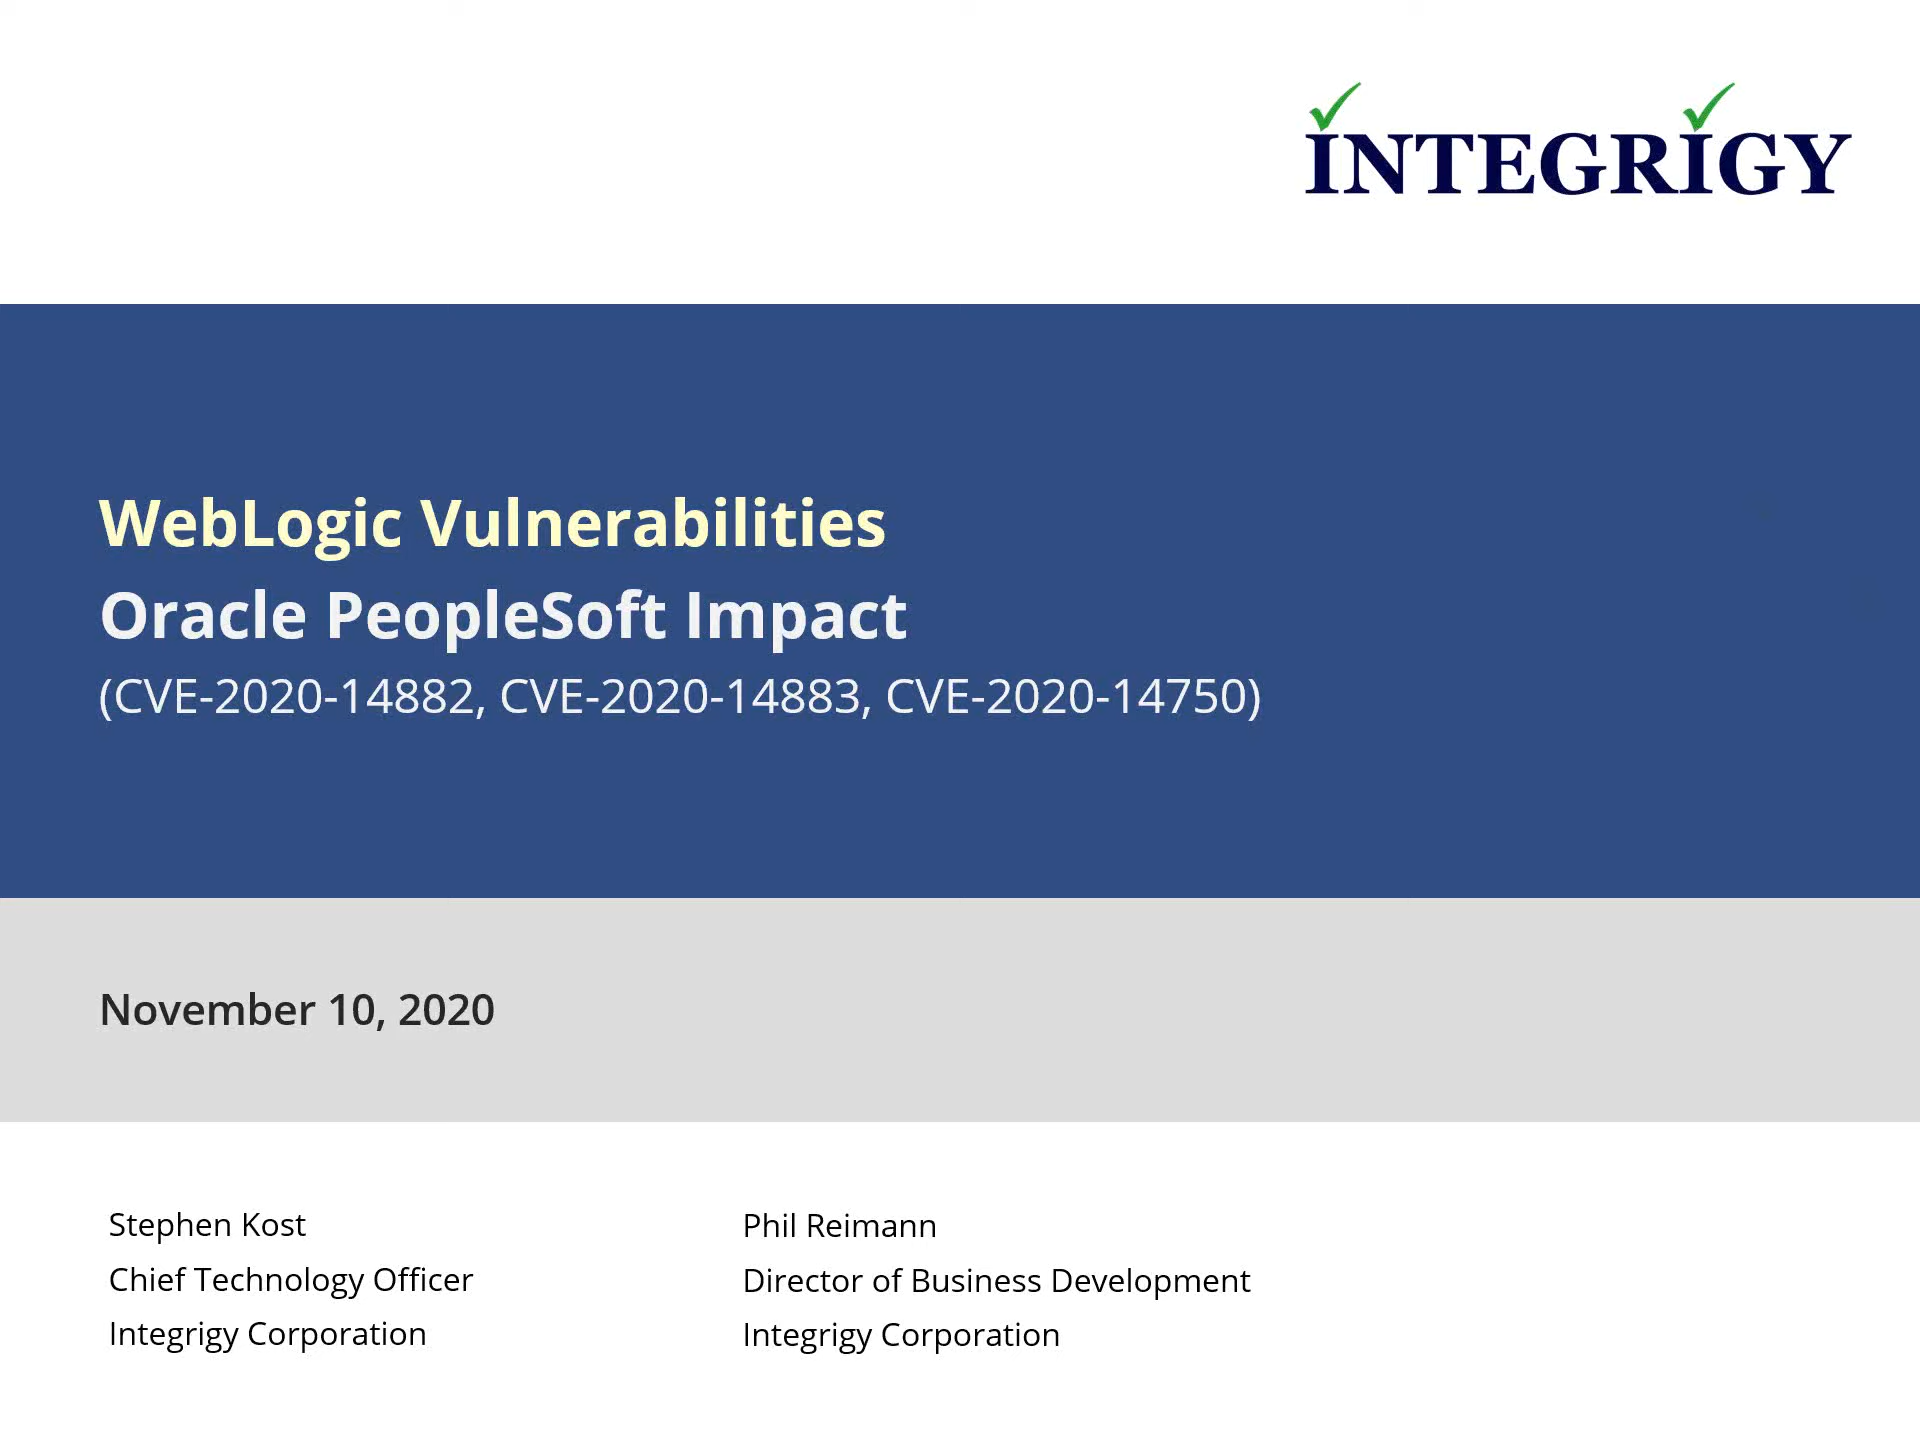 INTEGRIGY
WebLogic Vulnerabilities
Oracle PeopleSoft Impact
(CVE-2020-14882, CVE-2020-14883, CVE-2020-14750)
November 10, 2020
Stephen Kost
Chief Technology Officer
Integrigy Corporation
Phil Reimann
Director of Business Development
Integrigy Corporation